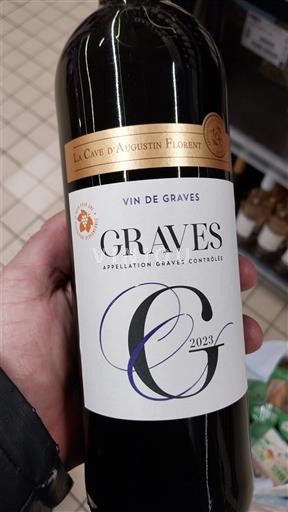 LA CAVE D'AUGUSTIN FLORENT
VIN DE GRAVES
GRAVES
APPELLATION GRAVES CONTRÔLÉE
G
2023